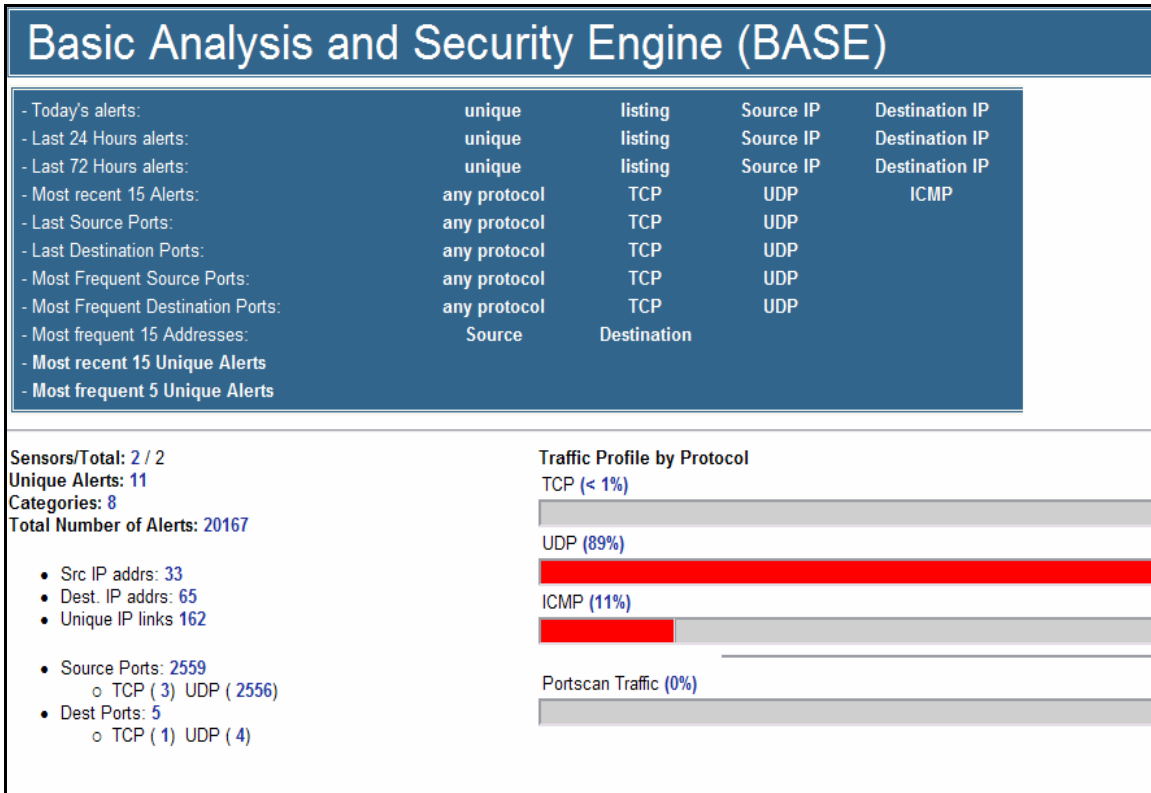 Basic Analysis and Security Engine (BASE)
- Today's alerts: unique listing Source IP Destination IP
- Last 24 Hours alerts: unique listing Source IP Destination IP
- Last 72 Hours alerts: unique listing Source IP Destination IP
- Most recent 15 Alerts: any protocol TCP UDP ICMP
- Last Source Ports: any protocol TCP UDP
- Last Destination Ports: any protocol TCP UDP
- Most Frequent Source Ports: any protocol TCP UDP
- Most Frequent Destination Ports: any protocol TCP UDP
- Most frequent 15 Addresses: Source Destination
- Most recent 15 Unique Alerts
- Most frequent 5 Unique Alerts
Sensors/Total: 2 / 2
Unique Alerts: 11
Categories: 8
Total Number of Alerts: 20167
• Src IP addrs: 33
• Dest. IP addrs: 65
• Unique IP links 162
• Source Ports: 2559
o TCP ( 3) UDP ( 2556)
• Dest Ports: 5
o TCP ( 1) UDP ( 4)
Traffic Profile by Protocol
TCP (< 1%)
UDP (89%)
ICMP (11%)
Portscan Traffic (0%)